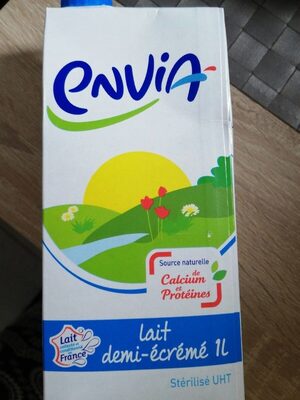 envia
Source naturelle
de
Calcium
et
Protéines
lait
demi-écrémé 1L
Lait
France
Stérilisé UHT